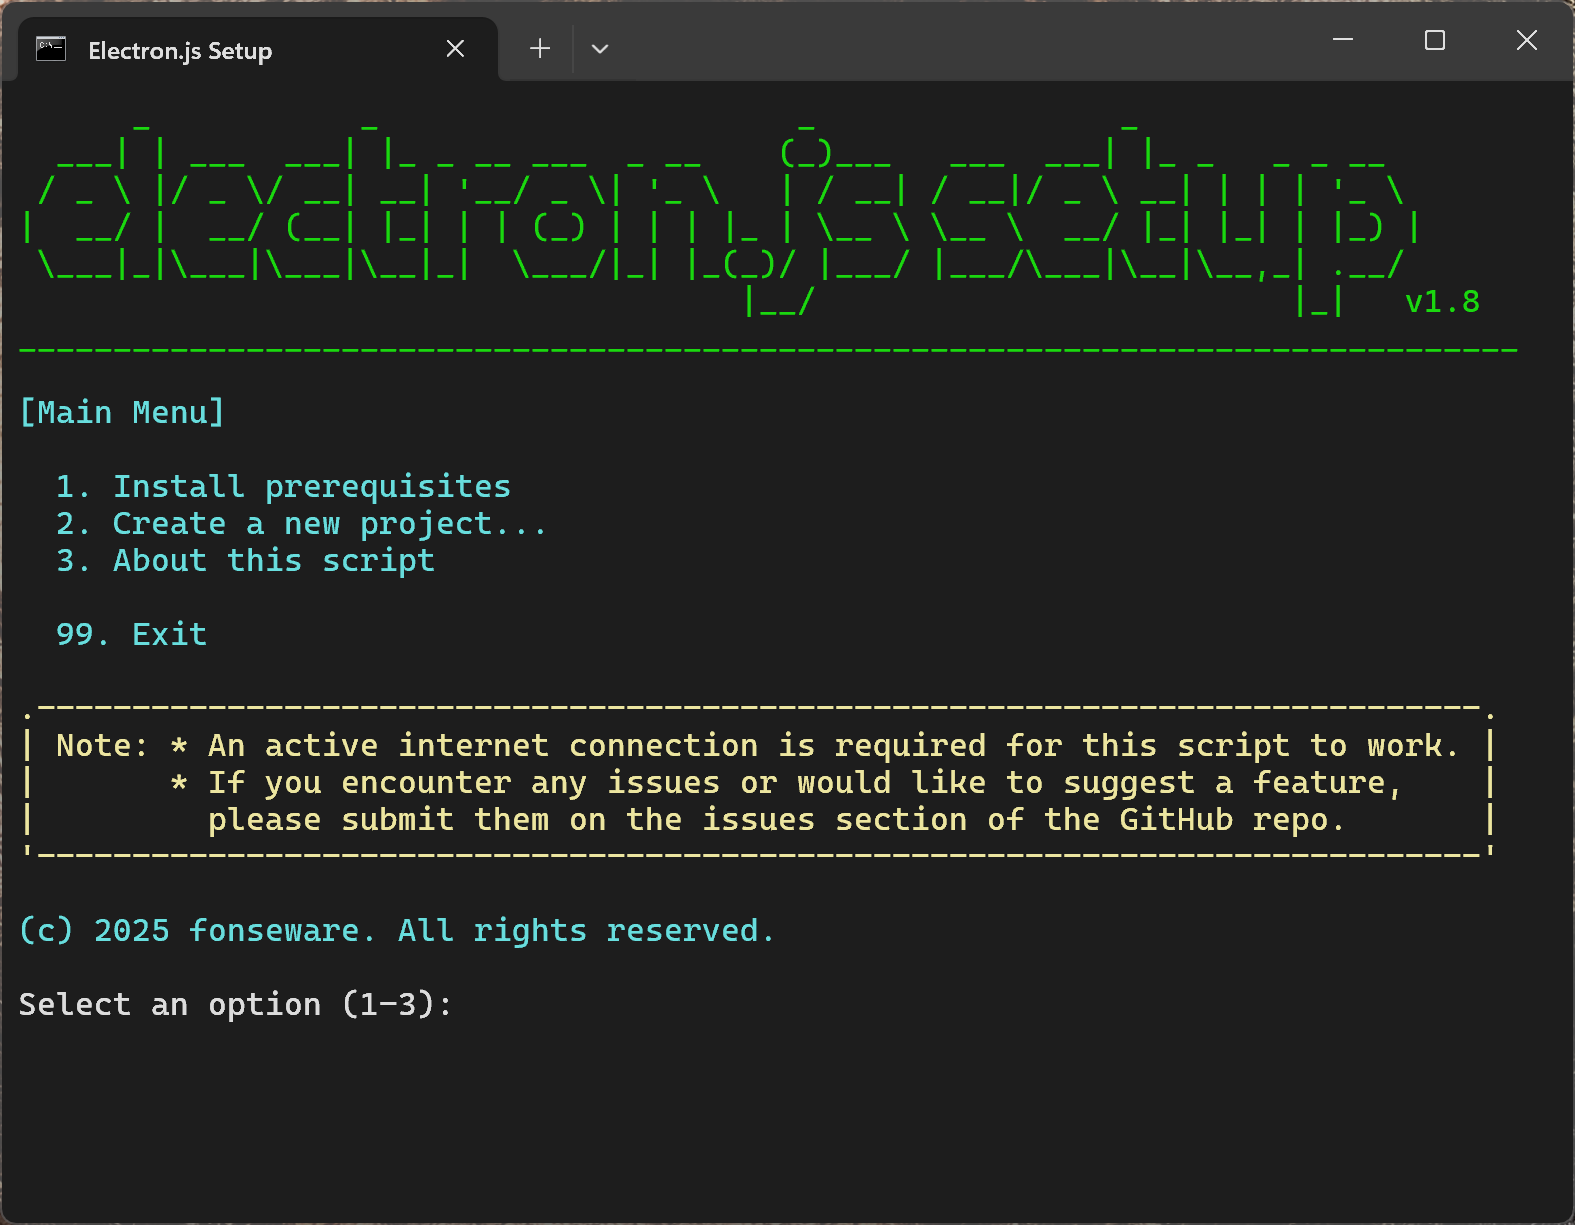 Electron.js Setup
electron.js setup
v1.8
[Main Menu]
1. Install prerequisites
2. Create a new project...
3. About this script
99. Exit
Note: * An active internet connection is required for this script to work.
* If you encounter any issues or would like to suggest a feature,
please submit them on the issues section of the GitHub repo.
(c) 2025 fonseware. All rights reserved.
Select an option (1-3):